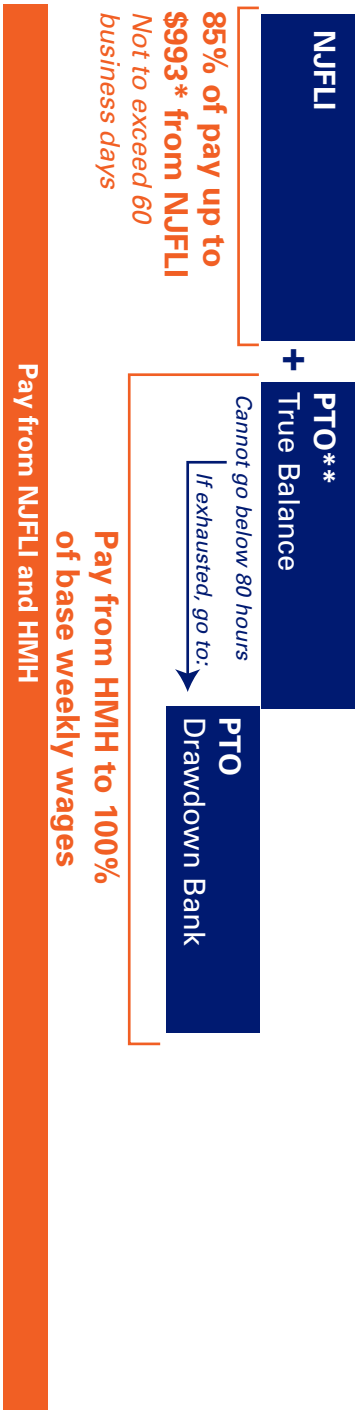 NJFLI
85% of pay up to
$993* from NJFLI
Not to exceed 60
business days
+
PTO**
True Balance
Cannot go below 80 hours
If exhausted, go to:
PTO
Drawdown Bank
Pay from HMH to 100%
of base weekly wages
Pay from NJFLI and HMH